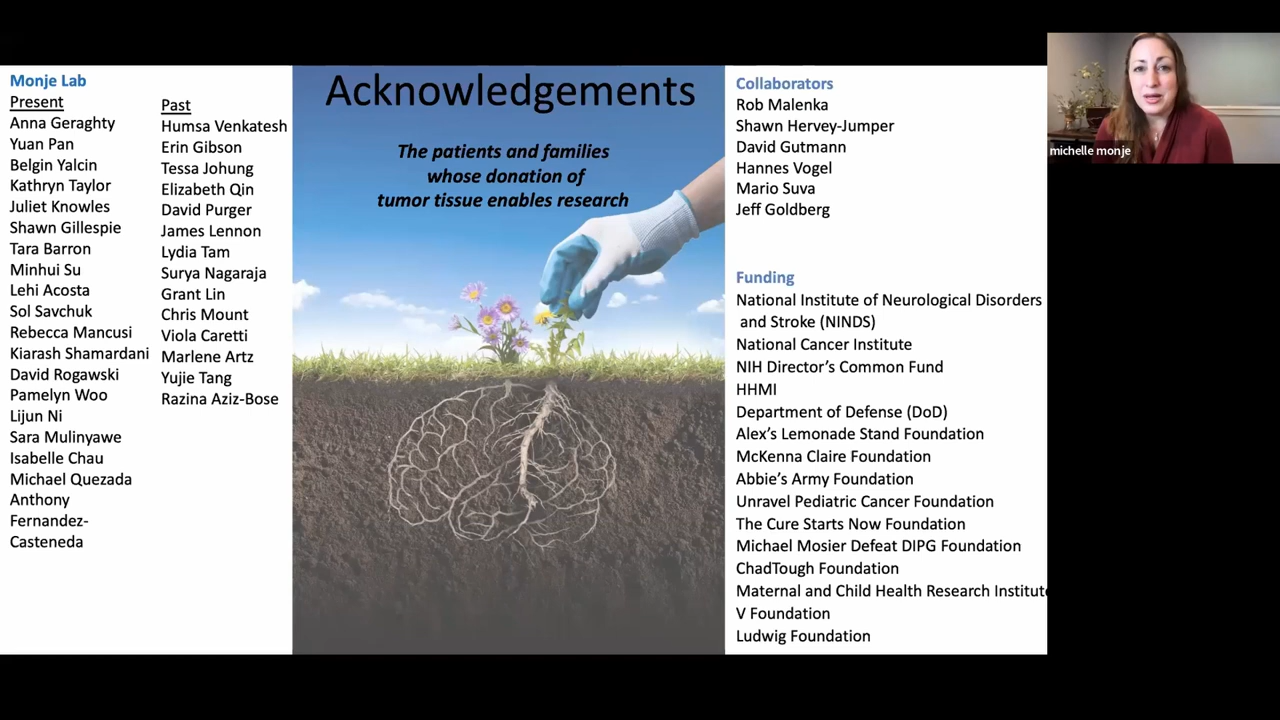 Monje Lab
Present
Anna Geraghty
Yuan Pan
Belgin Yalcin
Kathryn Taylor
Juliet Knowles
Shawn Gillespie
Tara Barron
Minhui Su
Lehi Acosta
Sol Savchuk
Rebecca Mancusi
Kiarash Shamardani
David Rogawski
Pamelyn Woo
Lijun Ni
Sara Mulinyawe
Isabelle Chau
Michael Quezada
Anthony
Fernandez-
Casteneda
Past
Humsa Venkatesh
Erin Gibson
Tessa Johung
Elizabeth Qin
David Purger
James Lennon
Lydia Tam
Surya Nagaraja
Grant Lin
Chris Mount
Viola Caretti
Marlene Artz
Yujie Tang
Razina Aziz-Bose
Acknowledgements
The patients and families
whose donation of
tumor tissue enables research
Collaborators
Rob Malenka
Shawn Hervey-Jumper
David Gutmann
Hannes Vogel
Mario Suva
Jeff Goldberg
Funding
National Institute of Neurological Disorders
and Stroke (NINDS)
National Cancer Institute
NIH Director's Common Fund
HHMI
Department of Defense (DoD)
Alex's Lemonade Stand Foundation
McKenna Claire Foundation
Abbie's Army Foundation
Unravel Pediatric Cancer Foundation
The Cure Starts Now Foundation
Michael Mosier Defeat DIPG Foundation
ChadTough Foundation
Maternal and Child Health Research Institute
V Foundation
Ludwig Foundation
michelle monje